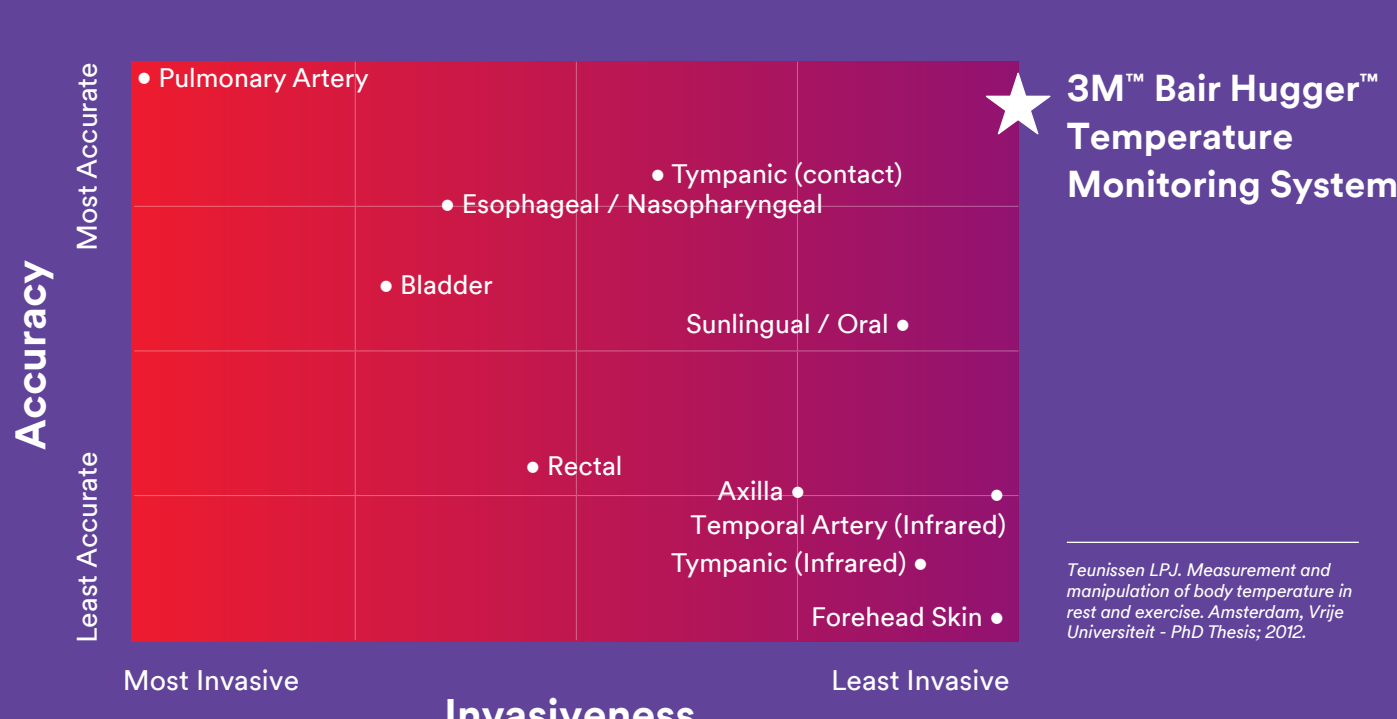 Most Accurate
Accuracy
Least Accurate
Pulmonary Artery
Tympanic (contact)
Esophageal / Nasopharyngeal
Bladder
Sunlingual / Oral
Rectal
Axilla
Temporal Artery (Infrared)
Tympanic (Infrared)
Forehead Skin
Most Invasive
Least Invasive
Invasiveness
3M™ Bair Hugger™
Temperature
Monitoring System
Teunissen LPJ. Measurement and
manipulation of body temperature in
rest and exercise. Amsterdam, Vrije
Universiteit - PhD Thesis; 2012.